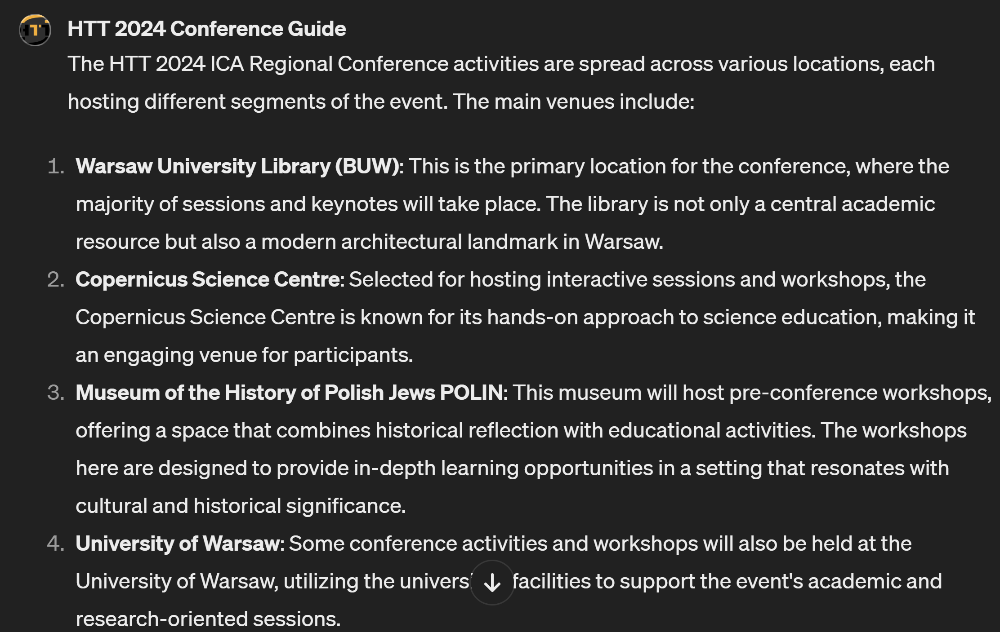 HTT
HTT 2024 Conference Guide
The HTT 2024 ICA Regional Conference activities are spread across various locations, each
hosting different segments of the event. The main venues include:
1. Warsaw University Library (BUW): This is the primary location for the conference, where the
majority of sessions and keynotes will take place. The library is not only a central academic
resource but also a modern architectural landmark in Warsaw.
2. Copernicus Science Centre: Selected for hosting interactive sessions and workshops, the
Copernicus Science Centre is known for its hands-on approach to science education, making it
an engaging venue for participants.
3. Museum of the History of Polish Jews POLIN: This museum will host pre-conference workshops,
offering a space that combines historical reflection with educational activities. The workshops
here are designed to provide in-depth learning opportunities in a setting that resonates with
cultural and historical significance.
4. University of Warsaw: Some conference activities and workshops will also be held at the
University of Warsaw, utilizing the facilities to support the event's academic and
research-oriented sessions.